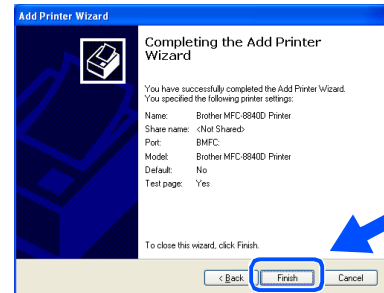 Add Printer Wizard
Completing the Add Printer
Wizard
You have successfully completed the Add Printer Wizard.
You specified the following printer settings:
Name: Brother MFC-8840D Printer
Share name: <Not Shared>
Port: BMFC:
Model: Brother MFC-8840D Printer
Default: No
Test page: Yes
To close this wizard, click Finish.
< Back Finish Cancel